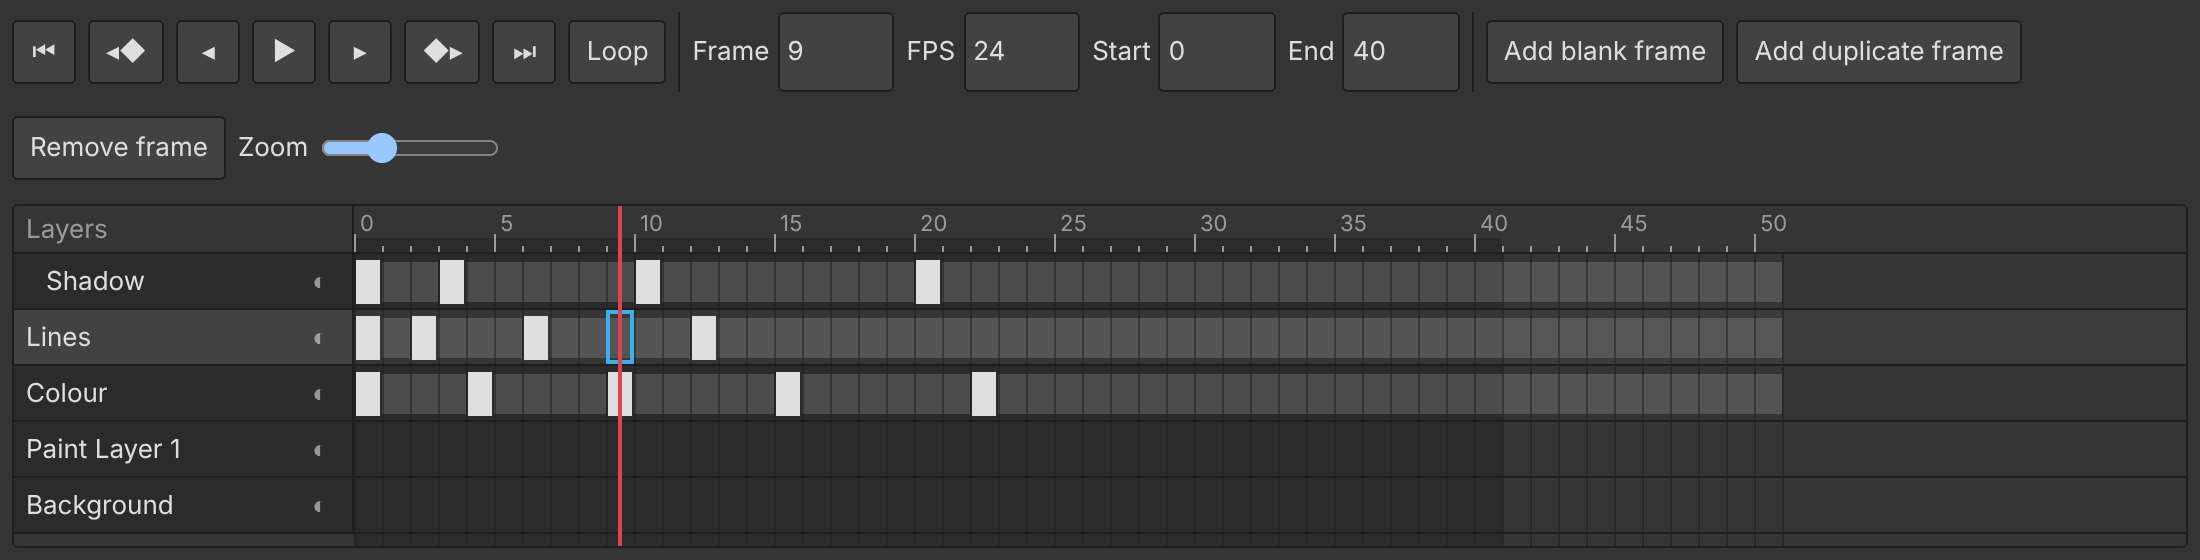 Loop Frame 9 FPS 24 Start 0 End 40 Add blank frame Add duplicate frame
Remove frame Zoom
Layers 0 5 10 15 20 25 30 35 40 45 50
Shadow
Lines
Colour
Paint Layer 1
Background